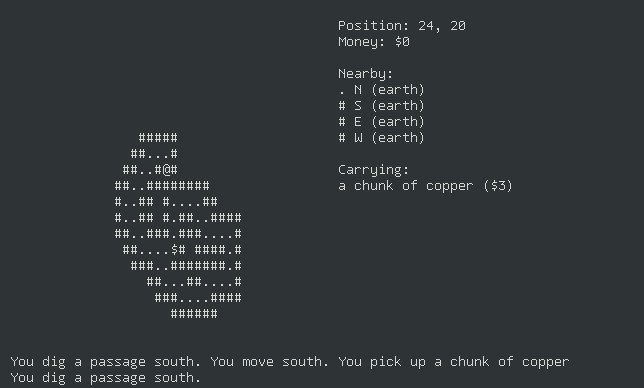 Position: 24, 20
Money: $0
Nearby:
. N (earth)
# S (earth)
# E (earth)
# W (earth)
Carrying:
a chunk of copper ($3)
   #####
  ##...#
 ##..#@#
##..########
#..## #....##
#..## #.##..####
##..###.###....#
 ##....$# ####.#
  ###..#######.#
    ##...##....#
     ###....####
       ######
You dig a passage south. You move south. You pick up a chunk of copper
You dig a passage south.